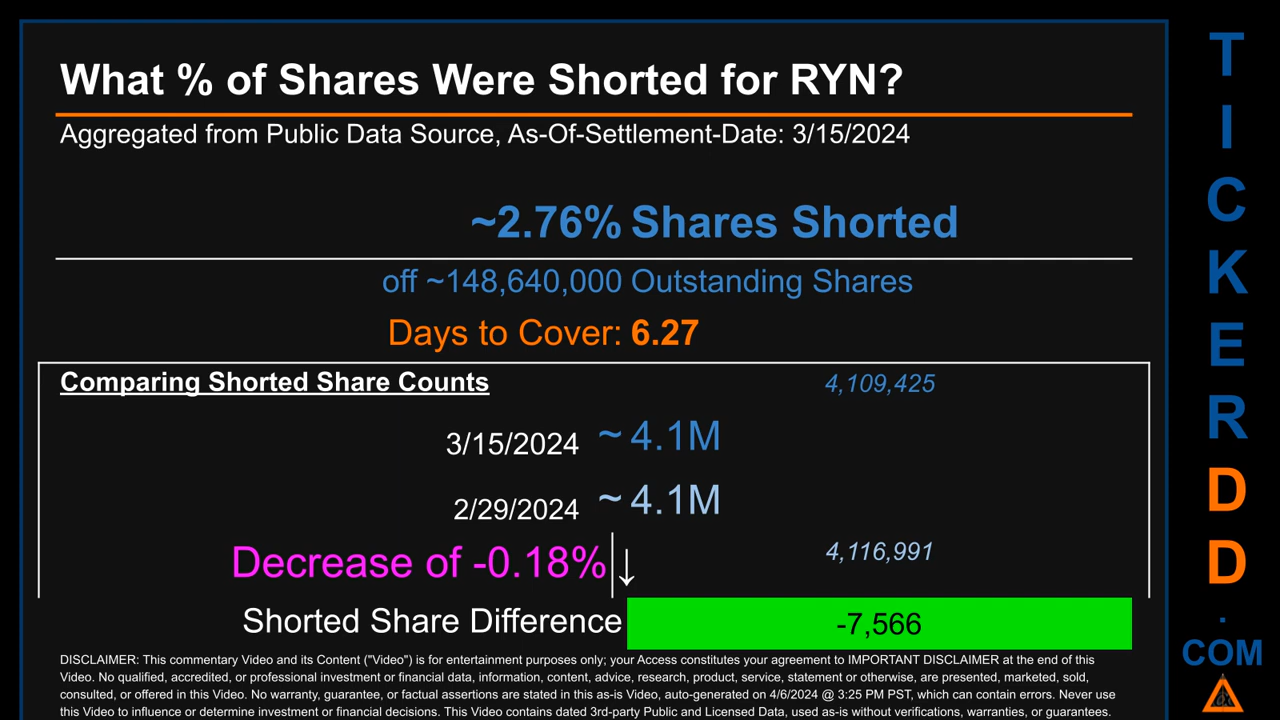 What % of Shares Were Shorted for RYN?
Aggregated from Public Data Source, As-Of-Settlement-Date: 3/15/2024
~2.76% Shares Shorted
off ~148,640,000 Outstanding Shares
Days to Cover: 6.27
Comparing Shorted Share Counts
4,109,425
3/15/2024 ~ 4.1M
2/29/2024 ~ 4.1M
4,116,991
Decrease of -0.18% ↓
Shorted Share Difference -7,566
DISCLAIMER: This commentary Video and its Content ("Video") is for entertainment purposes only; your Access constitutes your agreement to IMPORTANT DISCLAIMER at the end of this
Video. No qualified, accredited, or professional investment or financial data, information, content, advice, research, product, service, statement or otherwise, are presented, marketed, sold,
consulted, or offered in this Video. No warranty, guarantee, or factual assertions are stated in this as-is Video, auto-generated on 4/6/2024 @ 3:25 PM PST, which can contain errors. Never use
this Video to influence or determine investment or financial decisions. This Video contains dated 3rd-party Public and Licensed Data, used as-is without verifications, warranties, or guarantees.
T
I
C
K
E
R
D
D
.
COM